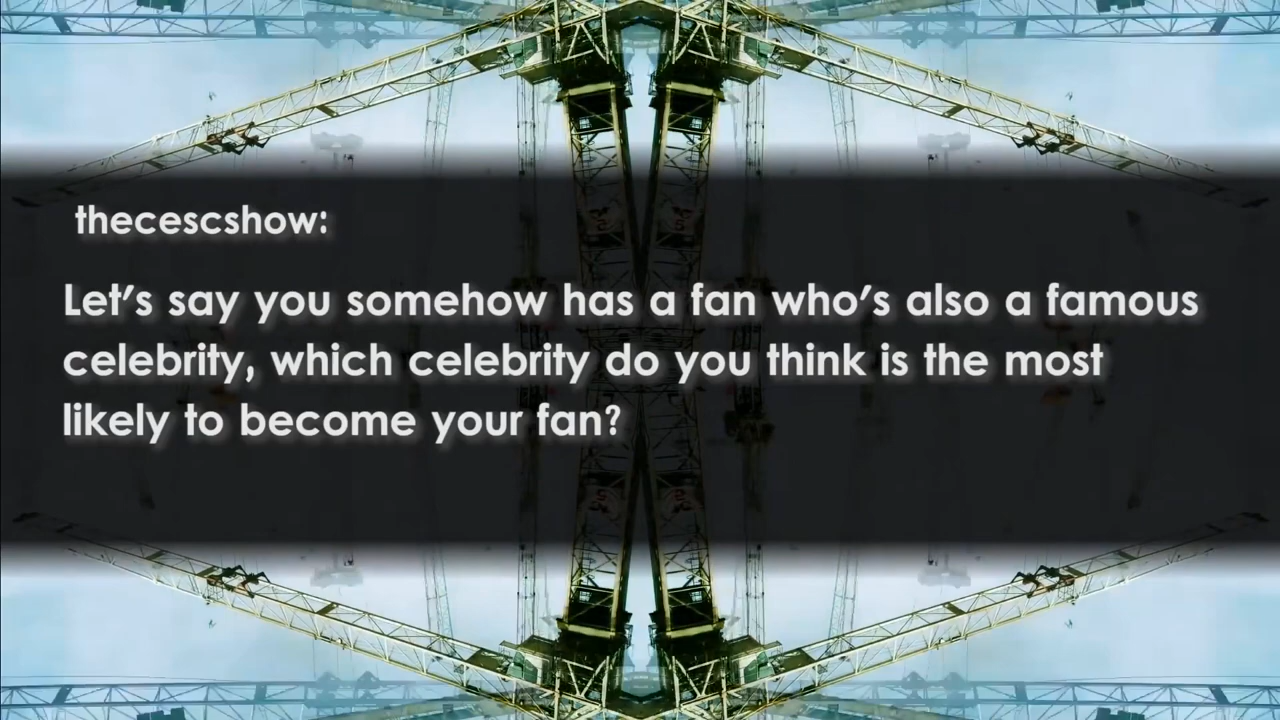 thecescshow:
Let's say you somehow has a fan who's also a famous
celebrity, which celebrity do you think is the most
likely to become your fan?